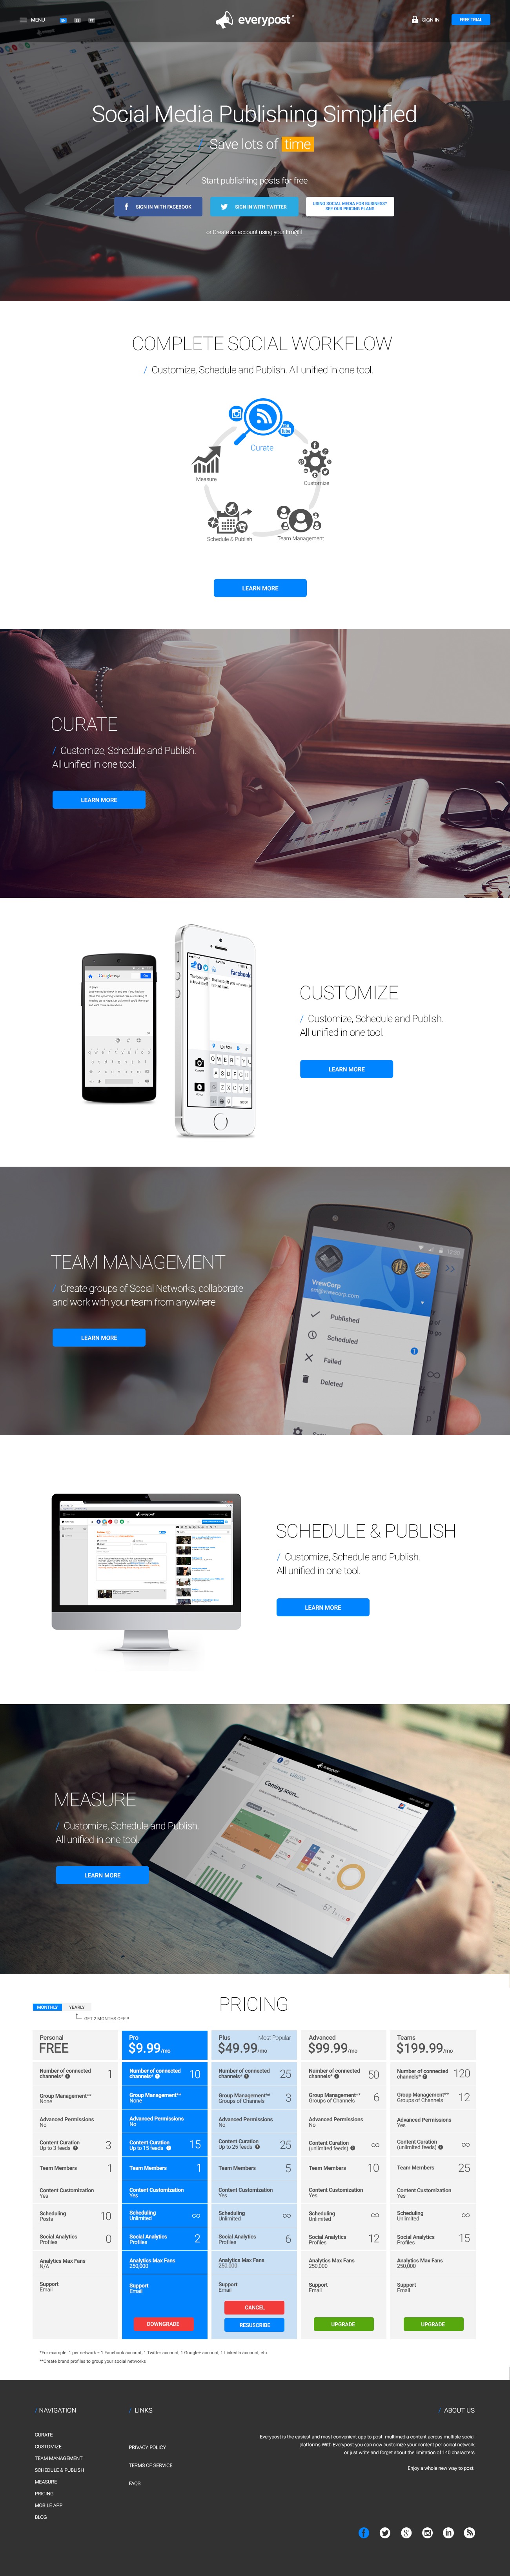 MENU
everypost
SIGN IN
FREE TRIAL
Social Media Publishing Simplified
/ Save lots of time
Start publishing posts for free
SIGN IN WITH FACEBOOK
SIGN IN WITH TWITTER
USING SOCIAL MEDIA FOR BUSINESS?
SEE OUR PRICING PLANS
or Create an account using your Em@il
COMPLETE SOCIAL WORKFLOW
/ Customize, Schedule and Publish. All unified in one tool.
Curate
Measure
Customize
Schedule & Publish
Team Management
LEARN MORE
CURATE
/ Customize, Schedule and Publish.
All unified in one tool.
LEARN MORE
facebook
CUSTOMIZE
/ Customize, Schedule and Publish.
All unified in one tool.
LEARN MORE
TEAM MANAGEMENT
/ Create groups of Social Networks, collaborate
and work with your team from anywhere
LEARN MORE
VrewCorp
Published
Scheduled
Failed
Deleted
everypost
SCHEDULE & PUBLISH
/ Customize, Schedule and Publish.
All unified in one tool.
LEARN MORE
everypost
Coming soon...
MEASURE
/ Customize, Schedule and Publish.
All unified in one tool.
LEARN MORE
PRICING
MONTHLY YEARLY
GET 2 MONTHS OFF!!!
Personal
FREE
Number of connected
channels* 1
Group Management**
None
Advanced Permissions
No
Content Curation
Up to 3 feeds 3
Team Members 1
Content Customization
Yes
Scheduling
Posts 10
Social Analytics
Profiles 0
Analytics Max Fans
N/A
Support
Email
Pro
$9.99/mo
Number of connected
channels* 10
Group Management**
None
Advanced Permissions
No
Content Curation
Up to 15 feeds 15
Team Members 1
Content Customization
Yes
Scheduling
Unlimited ∞
Social Analytics
Profiles 2
Analytics Max Fans
250,000
Support
Email
DOWNGRADE
Plus Most Popular
$49.99/mo
Number of connected
channels* 25
Group Management**
Groups of Channels 3
Advanced Permissions
No
Content Curation
Up to 25 feeds 25
Team Members 5
Content Customization
Yes
Scheduling
Unlimited ∞
Social Analytics
Profiles 6
Analytics Max Fans
250,000
Support
Email
CANCEL
RESUSCRIBE
Advanced
$99.99/mo
Number of connected
channels* 50
Group Management**
Groups of Channels 6
Advanced Permissions
No
Content Curation
(unlimited feeds) ∞
Team Members 10
Content Customization
Yes
Scheduling
Unlimited ∞
Social Analytics
Profiles 12
Analytics Max Fans
250,000
Support
Email
UPGRADE
Teams
$199.99/mo
Number of connected
channels* 120
Group Management**
Groups of Channels 12
Advanced Permissions
Yes
Content Curation
(unlimited feeds) ∞
Team Members 25
Content Customization
Yes
Scheduling
Unlimited ∞
Social Analytics
Profiles 15
Analytics Max Fans
250,000
Support
Email
UPGRADE
*For example: 1 per network = 1 Facebook account, 1 Twitter account, 1 Google+ account, 1 LinkedIn account, etc.
**Create brand profiles to group your social networks
/ NAVIGATION
CURATE
CUSTOMIZE
TEAM MANAGEMENT
SCHEDULE & PUBLISH
MEASURE
PRICING
MOBILE APP
BLOG
/ LINKS
PRIVACY POLICY
TERMS OF SERVICE
FAQS
/ ABOUT US
Everypost is the easiest and most convenient app to post multimedia content across multiple social
platforms With Everypost you can now customize your content per social network
or just write and forget about the limitation of 140 characters
Enjoy a whole new way to post.